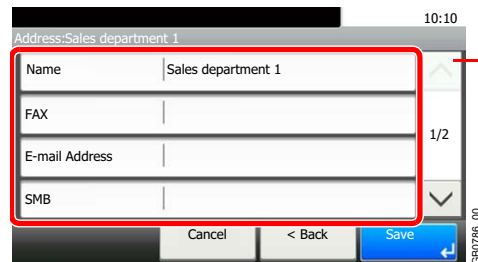 10:10
Address:Sales department 1
Name Sales department 1
FAX
1/2
E-mail Address
SMB
Cancel < Back Save
GB0786_00